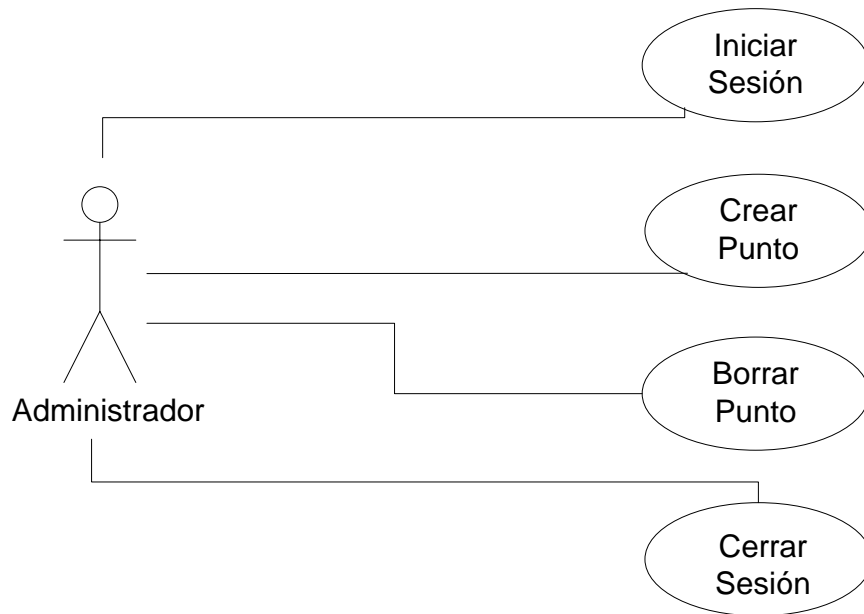 Iniciar
Sesión
Crear
Punto
Borrar
Punto
Administrador
Cerrar
Sesión